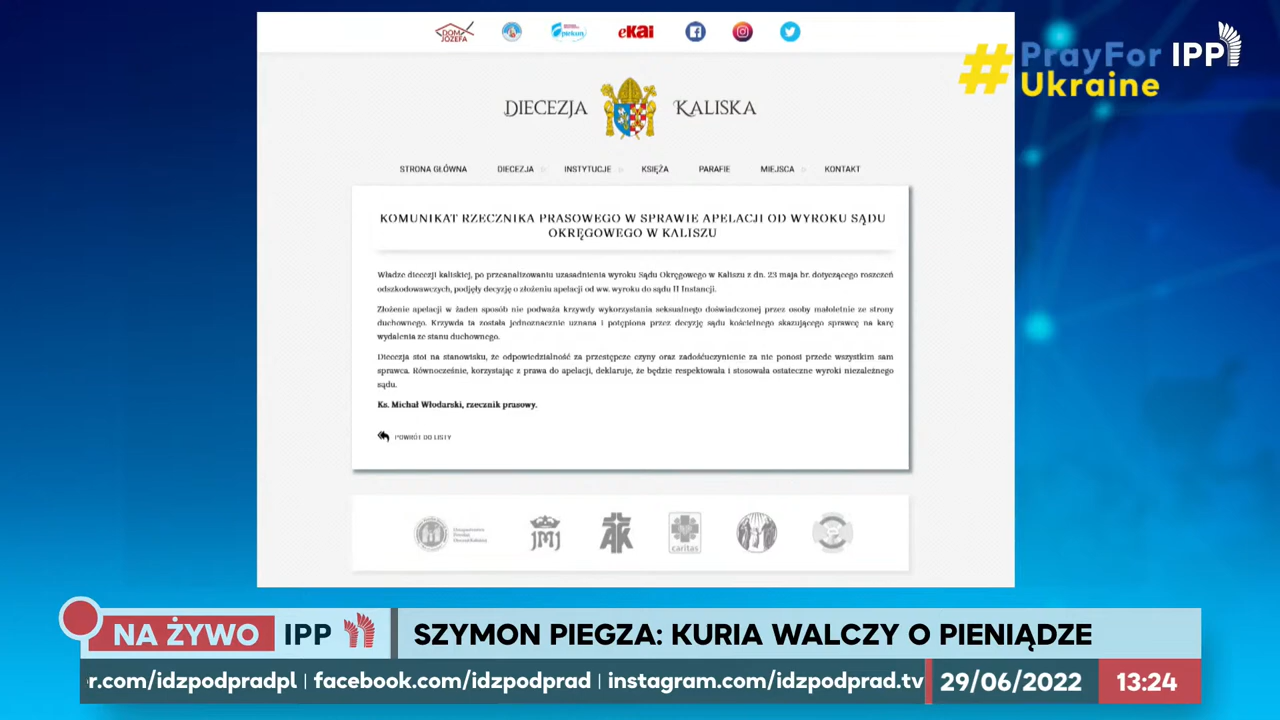 DOM JÓZEFA
piekun
eKai
#PrayFor
Ukraine
IPP
DIECEZJA KALISKA
STRONA GŁÓWNA DIECEZJA INSTYTUCJE KSIĘŻA PARAFIE MIEJSCA KONTAKT
KOMUNIKAT RZECZNIKA PRASOWEGO W SPRAWIE APELACJI OD WYROKU SĄDU
OKRĘGOWEGO W KALISZU
Władze diecezji kaliskiej, po przeanalizowaniu uzasadnienia wyroku Sądu Okręgowego w Kaliszu z dn. 23 maja br. dotyczącego roszczeń
odszkodowawczych, podjęły decyzję o złożeniu apelacji od ww. wyroku do sądu II Instancji.
Złożenie apelacji w żaden sposób nie podważa krzywdy wykorzystania seksualnego doświadczonej przez osoby małoletnie ze strony
duchownego. Krzywda ta została jednoznacznie uznana i potępiona przez decyzję sądu kościelnego skazującego sprawcę na karę
wydalenia ze stanu duchownego.
Diecezja stoi na stanowisku, że odpowiedzialność za przestępcze czyny oraz zadośćuczynienie za nie ponosi przede wszystkim sam
sprawca. Równocześnie, korzystając z prawa do apelacji, deklaruje, że będzie respektowała i stosowała ostateczne wyroki niezależnego
sądu.
Ks. Michał Włodarski, rzecznik prasowy.
POWRÓT DO LISTY
JMJ
AK
caritas
NA ŻYWO IPP
SZYMON PIEGZA: KURIA WALCZY O PIENIĄDZE
r.com/idzpodpradpl | facebook.com/idzpodprad | instagram.com/idzpodprad.tv
29/06/2022 13:24